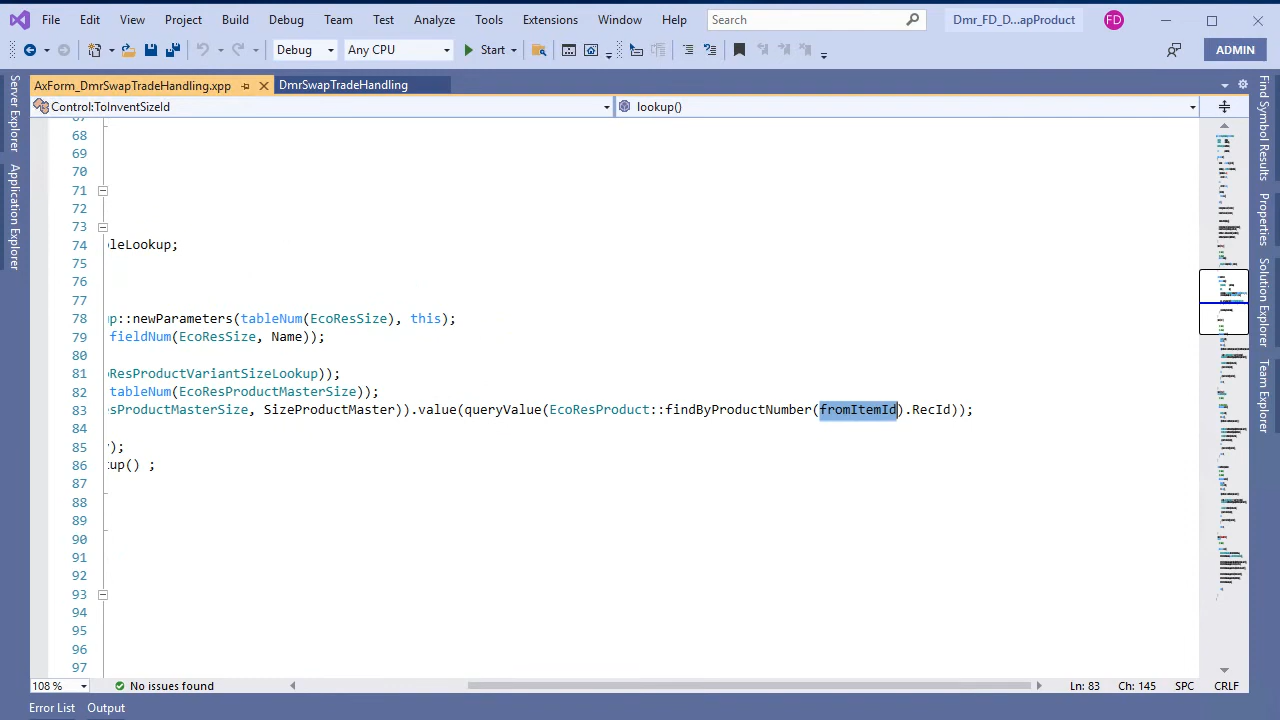 File Edit View Project Build Debug Team Test Analyze Tools Extensions Window Help Search Dmr_FD_D...apProduct FD
Debug Any CPU Start ADMIN
AxForm_DmrSwapTradeHandling.xpp DmrSwapTradeHandling
Control:ToInventSizeId lookup()
Server Explorer
Application Explorer
Find Symbol Results
Properties
Solution Explorer
Team Explorer
67
68
69
70
71
72
73
74 leLookup;
75
76
77
78 p::newParameters(tableNum(EcoResSize), this);
79 fieldNum(EcoResSize, Name));
80
81 ResProductVariantSizeLookup));
82 tableNum(EcoResProductMasterSize));
83 esProductMasterSize, SizeProductMaster)).value(queryValue(EcoResProduct::findByProductNumber(fromItemId).RecId));
84
85 );
86 kup() ;
87
88
89
90
91
92
93
94
95
96
97
108 % No issues found Ln: 83 Ch: 145 SPC CRLF
Error List Output